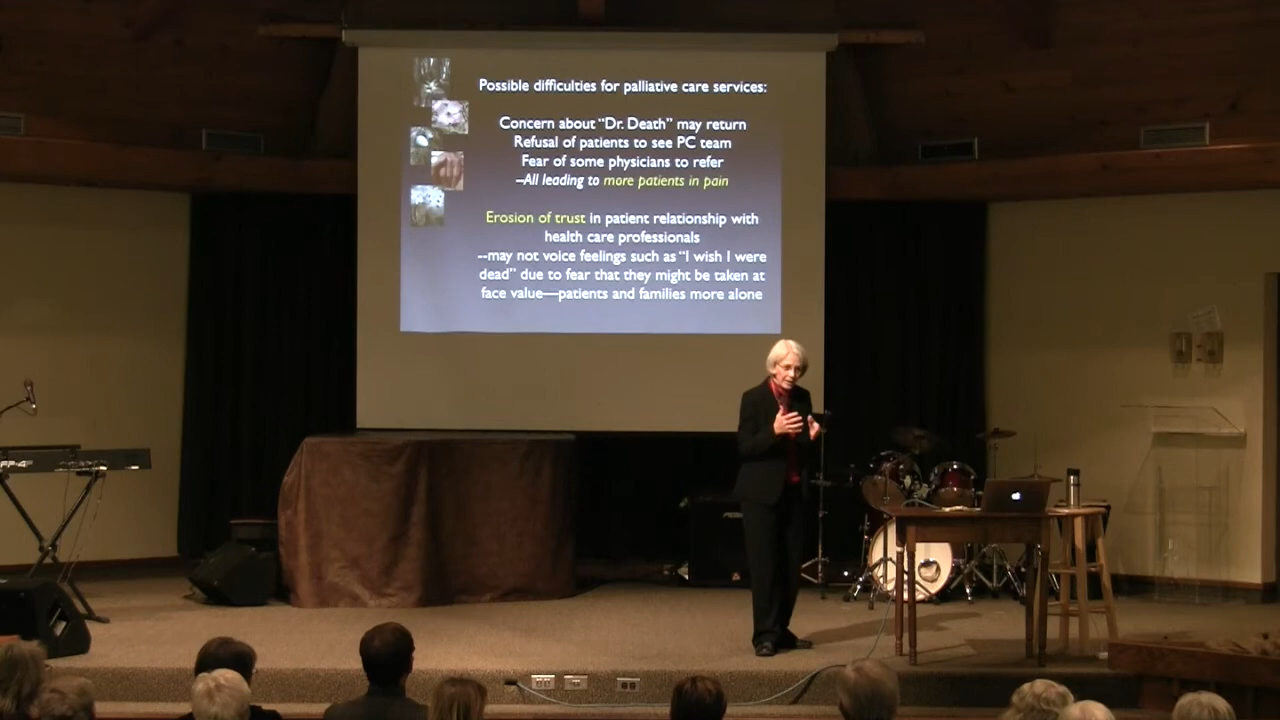 Possible difficulties for palliative care services:
Concern about “Dr. Death” may return
Refusal of patients to see PC team
Fear of some physicians to refer
–All leading to more patients in pain
Erosion of trust in patient relationship with
health care professionals
--may not voice feelings such as “I wish I were
dead” due to fear that they might be taken at
face value—patients and families more alone